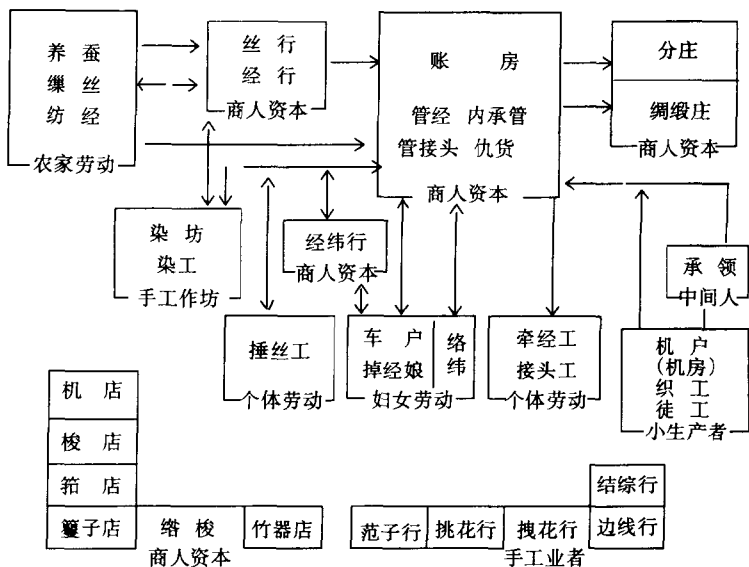 养 蚕
缫 丝
纺 经
农家劳动
丝 行
经 行
商人资本
账 房
管经 内承管
管接头 仇货
商人资本
分 庄
绸缎庄
商人资本
染 坊
染 工
手工作坊
经纬行
商人资本
承 领
中间人
捶丝工
个体劳动
车 户
掉经娘
络
纬
妇女劳动
牵经工
接头工
个体劳动
机 户
(机房)
织 工
徒 工
小生产者
机 店
梭 店
筘 店
籰子店
绺 梭
竹器店
商人资本
范子行
挑花行
拽花行
结综行
边线行
手工业者